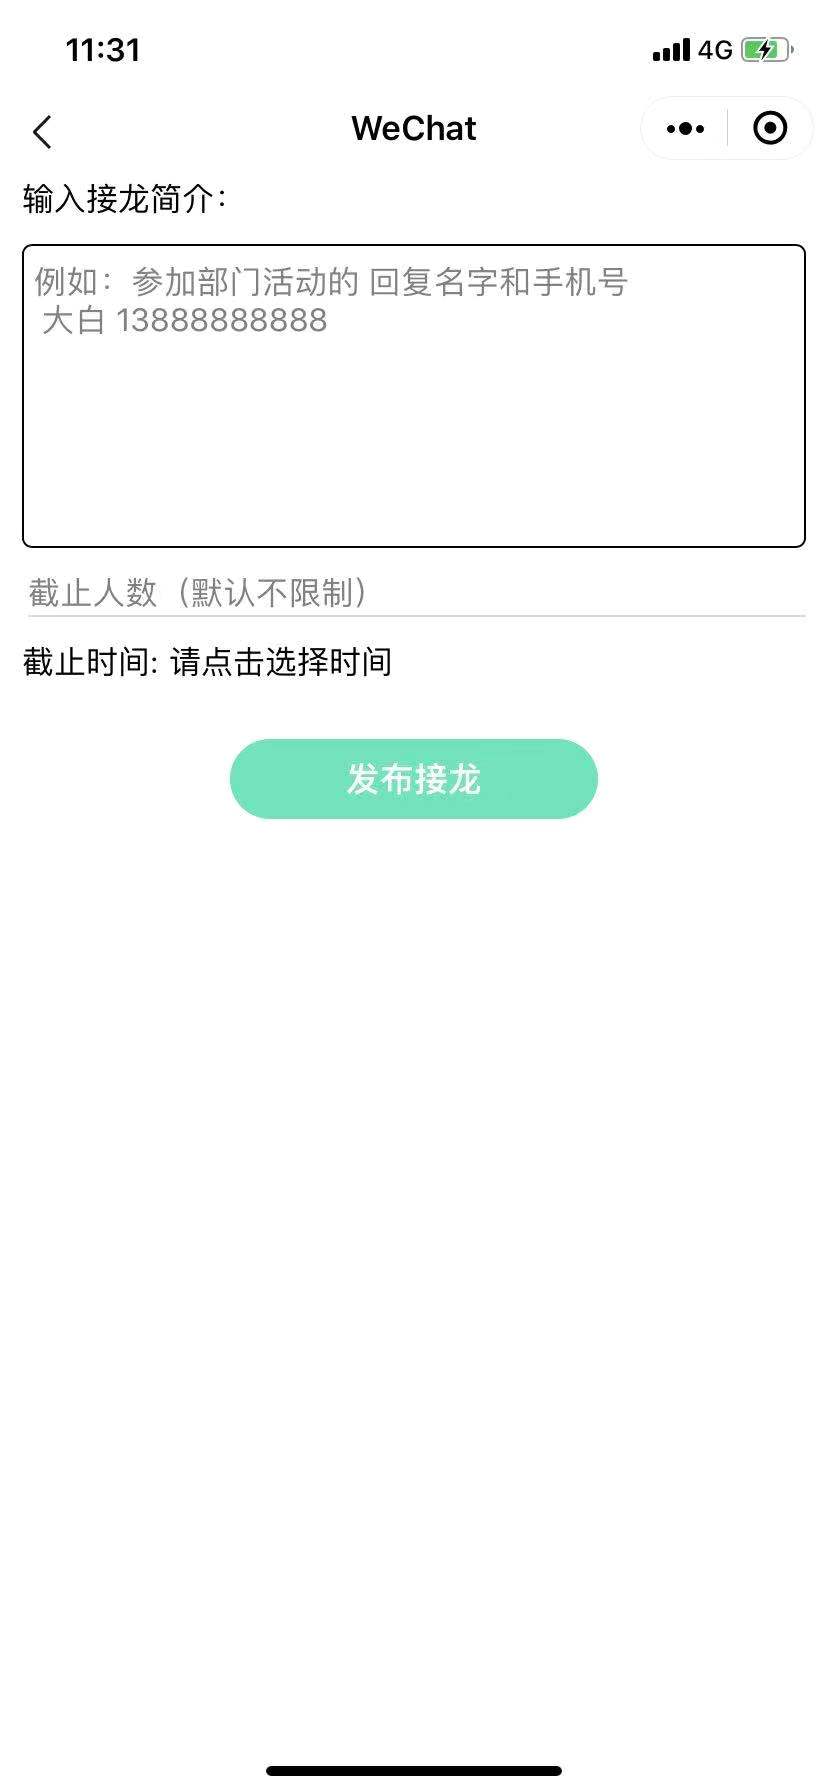 11:31
4G
WeChat
输入接龙简介：
例如：参加部门活动的 回复名字和手机号
大白 13888888888
截止人数（默认不限制）
截止时间: 请点击选择时间
发布接龙